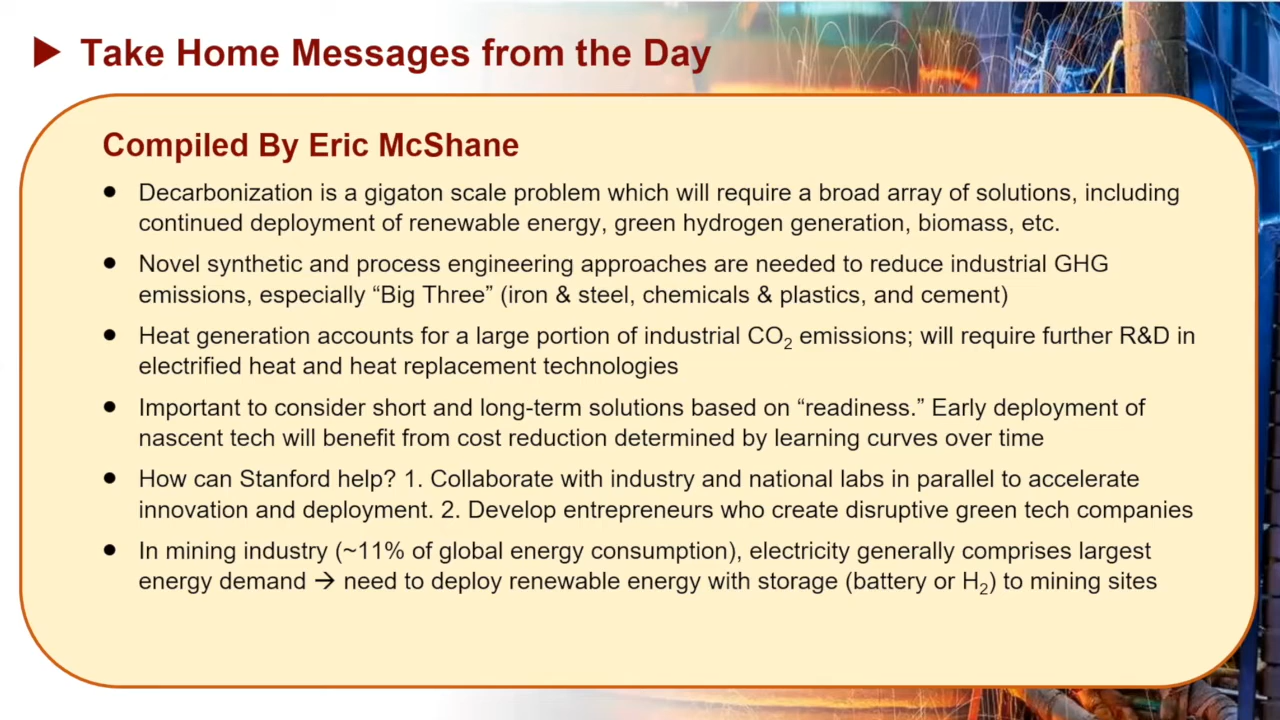 Take Home Messages from the Day
Compiled By Eric McShane
● Decarbonization is a gigaton scale problem which will require a broad array of solutions, including
continued deployment of renewable energy, green hydrogen generation, biomass, etc.
● Novel synthetic and process engineering approaches are needed to reduce industrial GHG
emissions, especially “Big Three” (iron & steel, chemicals & plastics, and cement)
● Heat generation accounts for a large portion of industrial CO₂ emissions; will require further R&D in
electrified heat and heat replacement technologies
● Important to consider short and long-term solutions based on “readiness.” Early deployment of
nascent tech will benefit from cost reduction determined by learning curves over time
● How can Stanford help? 1. Collaborate with industry and national labs in parallel to accelerate
innovation and deployment. 2. Develop entrepreneurs who create disruptive green tech companies
● In mining industry (~11% of global energy consumption), electricity generally comprises largest
energy demand → need to deploy renewable energy with storage (battery or H₂) to mining sites